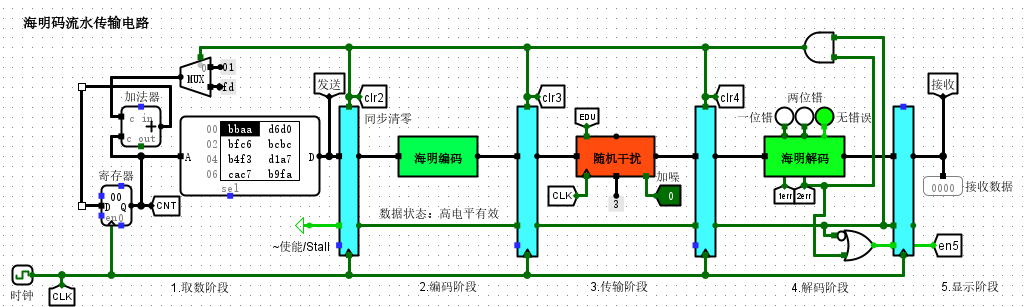 海明码流水传输电路
0
01
MUX
fd
加法器
发送
clr2
clr3
clr4
两位错
接收
同步清零
EDU
一位错
无错误
c in
+
c out
00 bbaa d6d0
02 bfc6 bcbc
04 b4f3 d1a7
06 cac7 b9fa
A
D
sel
海明编码
随机干扰
海明解码
寄存器
00
D Q
en0
CNT
CLK
3
加噪
0
1err
2err
0000
接收数据
数据状态：高电平有效
~使能/Stall
en5
时钟
CLK
1.取数阶段
2.编码阶段
3.传输阶段
4.解码阶段
5.显示阶段